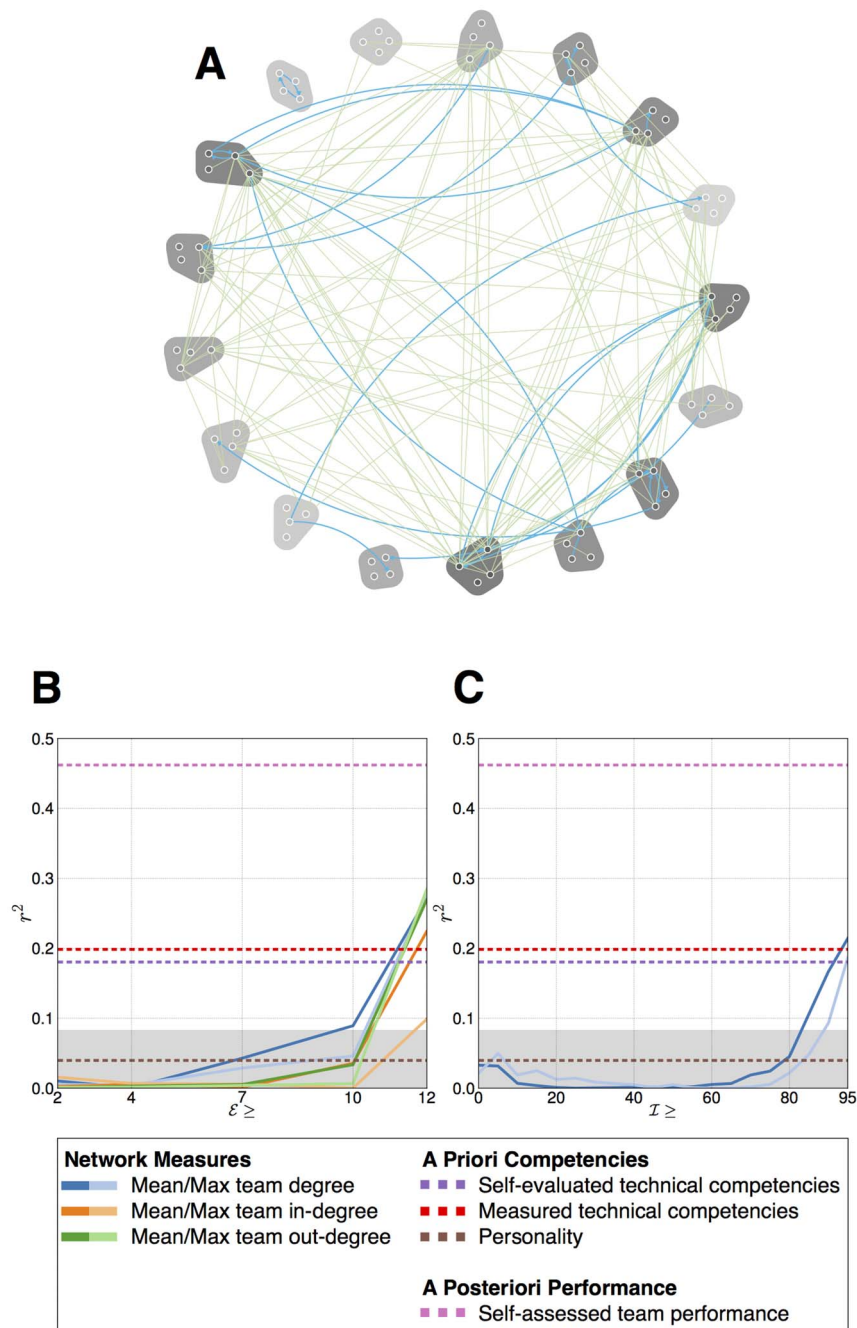 A
B
C
0.5
0.4
0.3
0.2
0.1
0.0
r²
2
4
7
10
12
ℰ ≥
0.5
0.4
0.3
0.2
0.1
0.0
r²
0
20
40
60
80
95
ℐ ≥
Network Measures
Mean/Max team degree
Mean/Max team in-degree
Mean/Max team out-degree
A Priori Competencies
Self-evaluated technical competencies
Measured technical competencies
Personality
A Posteriori Performance
Self-assessed team performance